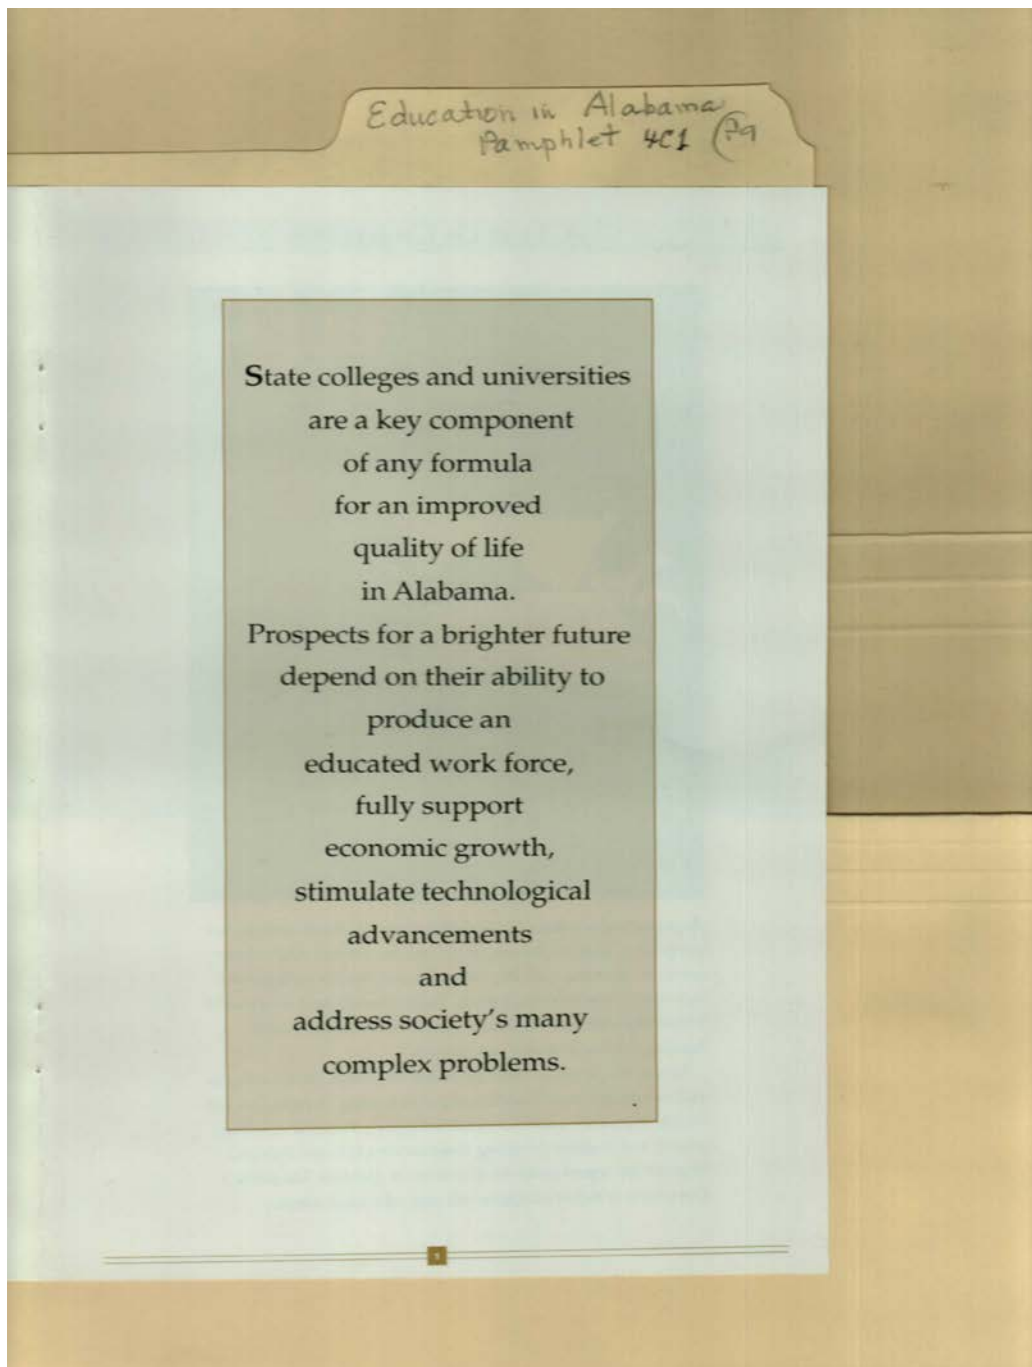 Education in Alabama
Pamphlet 4C1
State colleges and universities
are a key component
of any formula
for an improved
quality of life
in Alabama.
Prospects for a brighter future
depend on their ability to
produce an
educated work force,
fully support
economic growth,
stimulate technological
advancements
and
address society's many
complex problems.